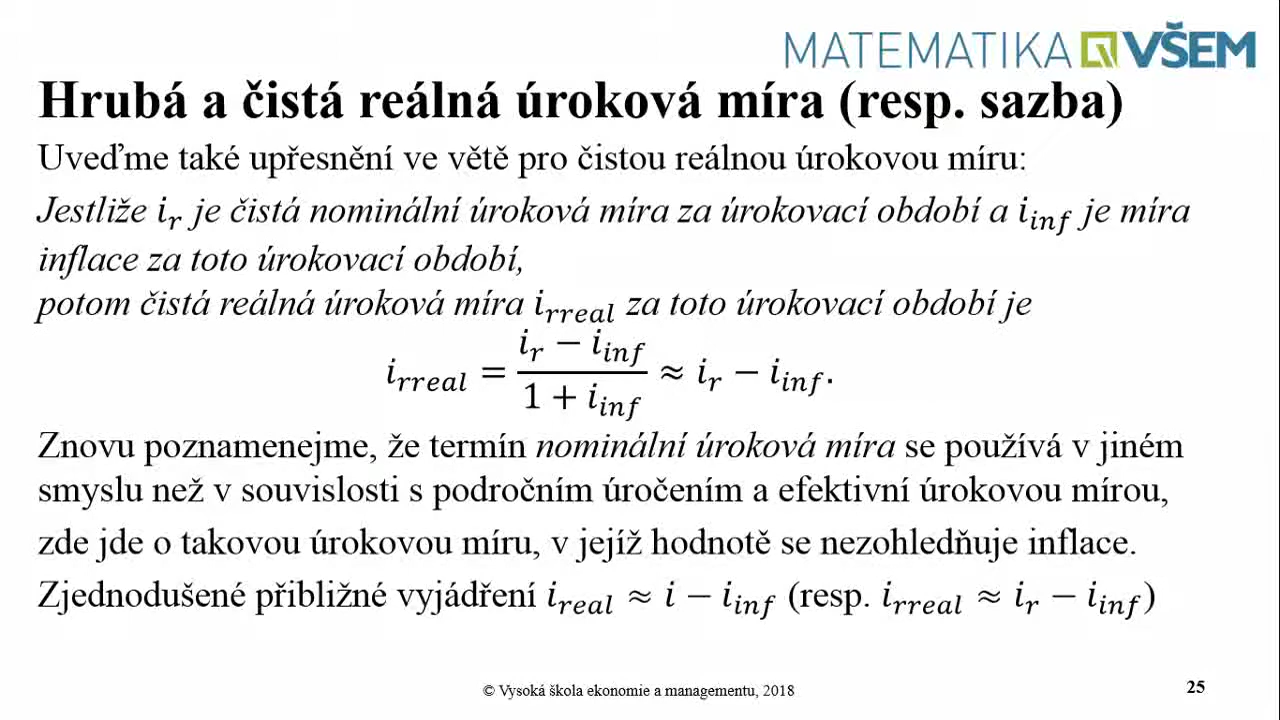 MATEMATIKA VŠEM
Hrubá a čistá reálná úroková míra (resp. sazba)
Uveďme také upřesnění ve větě pro čistou reálnou úrokovou míru:
Jestliže i_r je čistá nominální úroková míra za úrokovací období a i_inf je míra
inflace za toto úrokovací období,
potom čistá reálná úroková míra i_rreal za toto úrokovací období je
i_rreal = (i_r − i_inf) / (1 + i_inf) ≈ i_r − i_inf.
Znovu poznamenejme, že termín nominální úroková míra se používá v jiném
smyslu než v souvislosti s područním úročením a efektivní úrokovou mírou,
zde jde o takovou úrokovou míru, v jejíž hodnotě se nezohledňuje inflace.
Zjednodušené přibližné vyjádření i_real ≈ i − i_inf (resp. i_rreal ≈ i_r − i_inf)
© Vysoká škola ekonomie a managementu, 2018
25